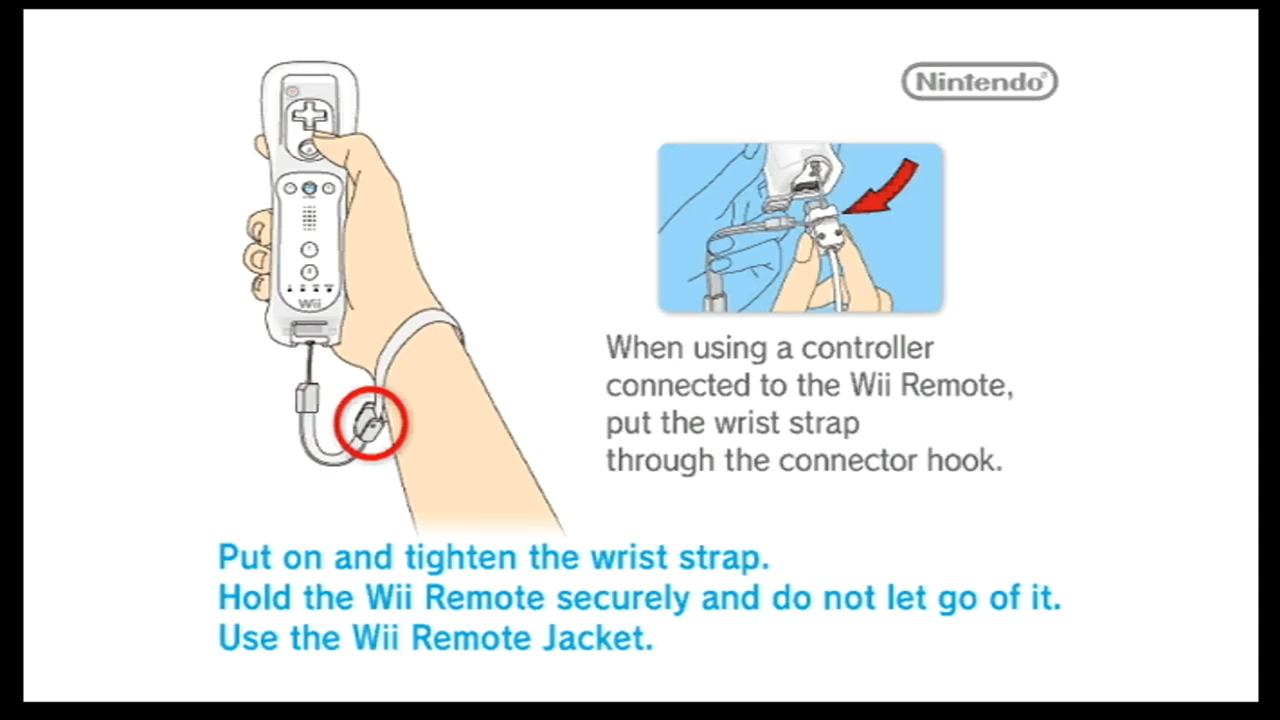 Nintendo®
Wii
When using a controller
connected to the Wii Remote,
put the wrist strap
through the connector hook.
Put on and tighten the wrist strap.
Hold the Wii Remote securely and do not let go of it.
Use the Wii Remote Jacket.